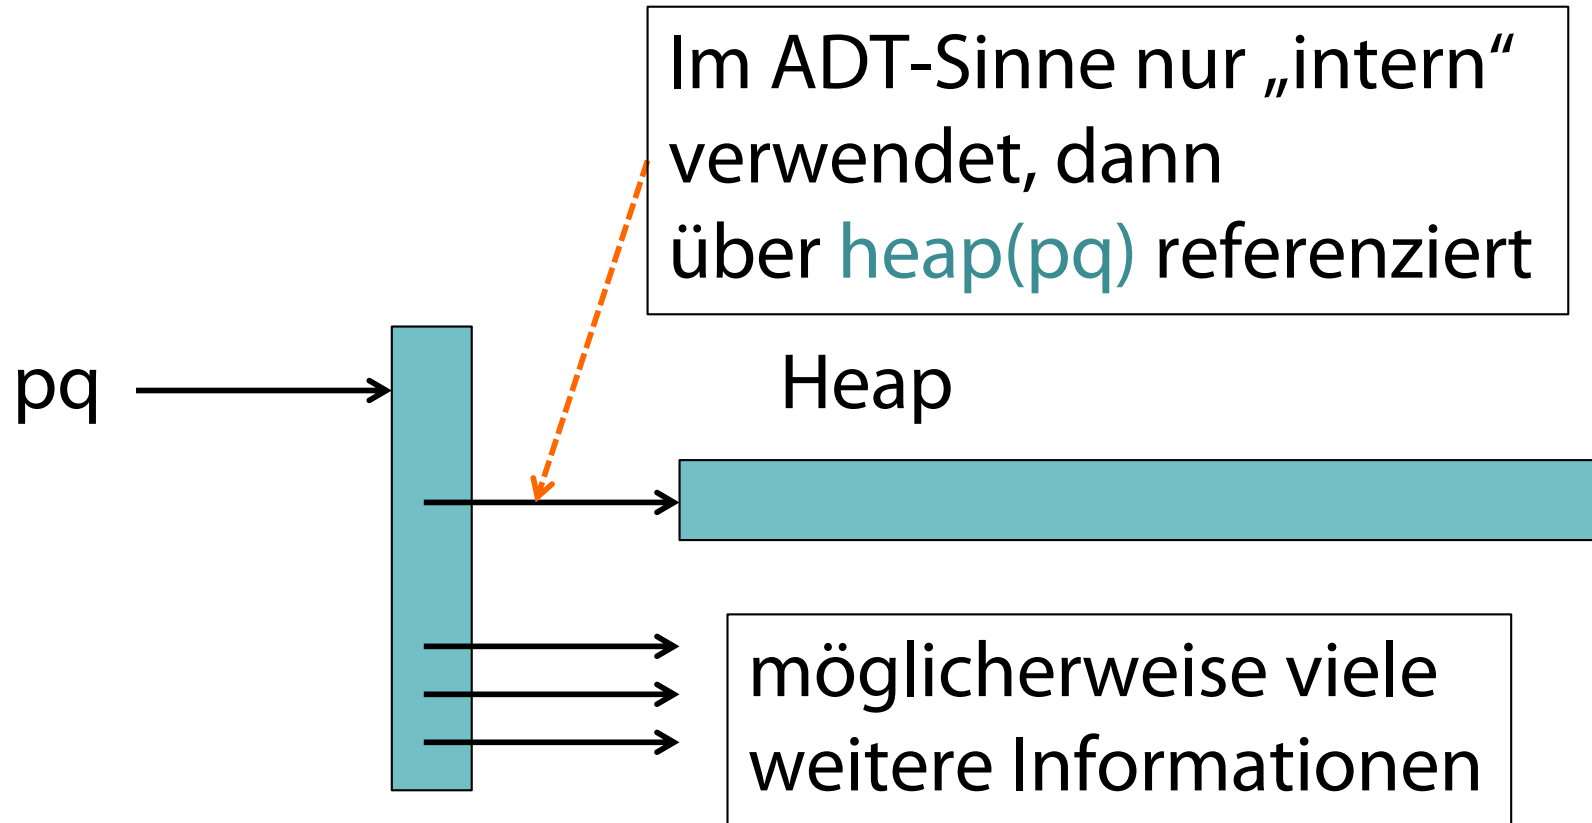 Im ADT-Sinne nur „intern“
verwendet, dann
über heap(pq) referenziert
pq
Heap
möglicherweise viele
weitere Informationen